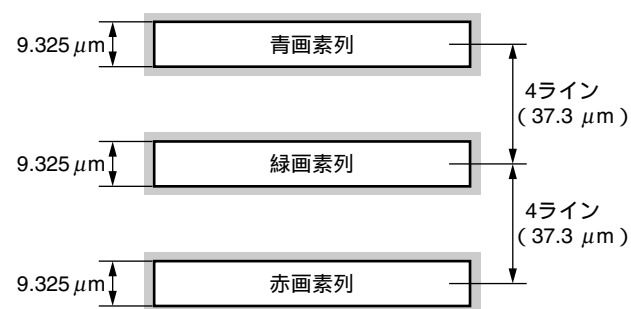 9.325 μm
青画素列
4ライン
( 37.3 μm )
9.325 μm
緑画素列
4ライン
( 37.3 μm )
9.325 μm
赤画素列